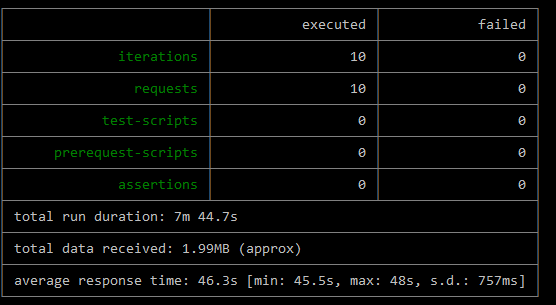 executed failed
iterations 10 0
requests 10 0
test-scripts 0 0
prerequest-scripts 0 0
assertions 0 0
total run duration: 7m 44.7s
total data received: 1.99MB (approx)
average response time: 46.3s [min: 45.5s, max: 48s, s.d.: 757ms]